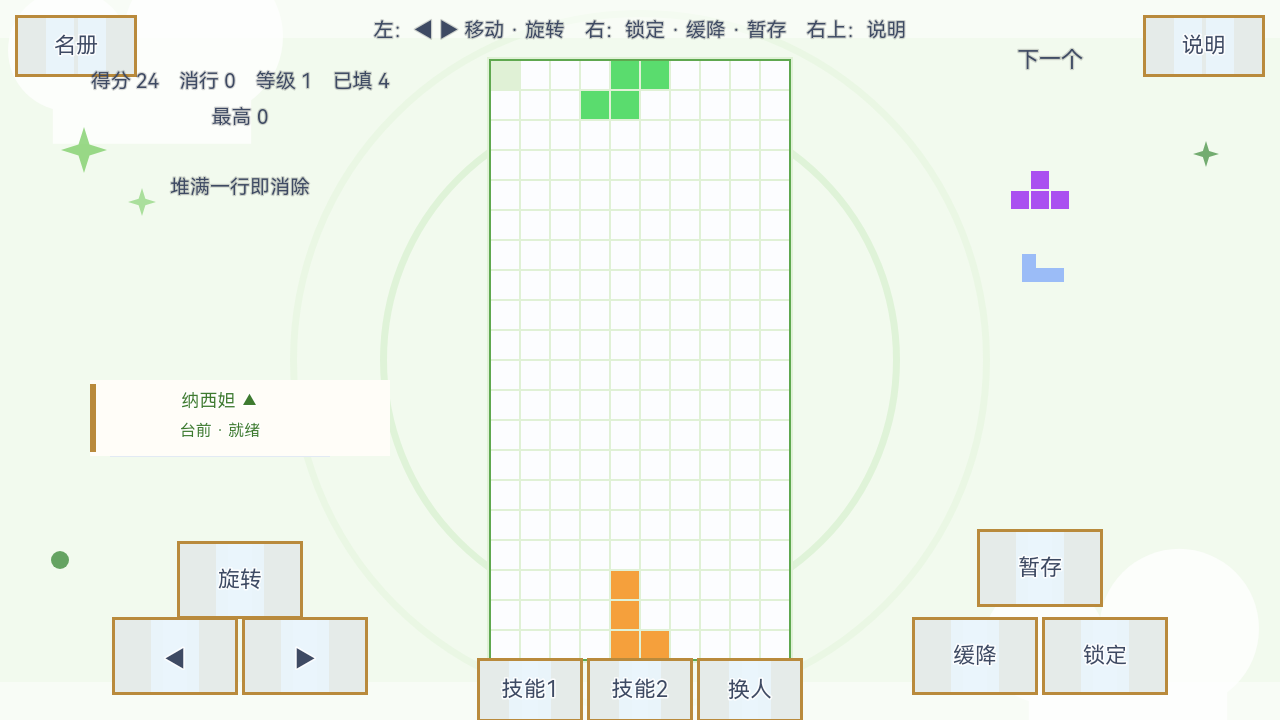 名册
左: ◀ ▶ 移动 · 旋转 右: 锁定 · 缓降 · 暂存 右上: 说明
说明
得分 24 消行 0 等级 1 已填 4
最高 0
下一个
堆满一行即消除
纳西妲 ▲
台前 · 就绪
旋转
◀ ▶
暂存
缓降 锁定
技能1 技能2 换人